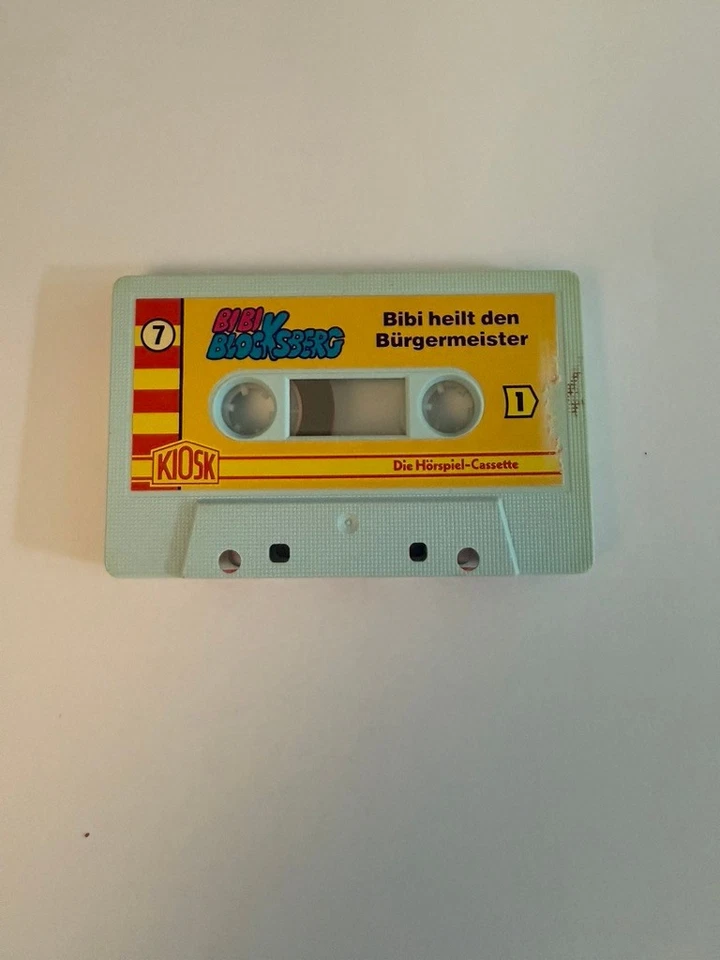 7
BIBI
BLOCKSBERG
Bibi heilt den
Bürgermeister
1
KIOSK
Die Hörspiel-Cassette